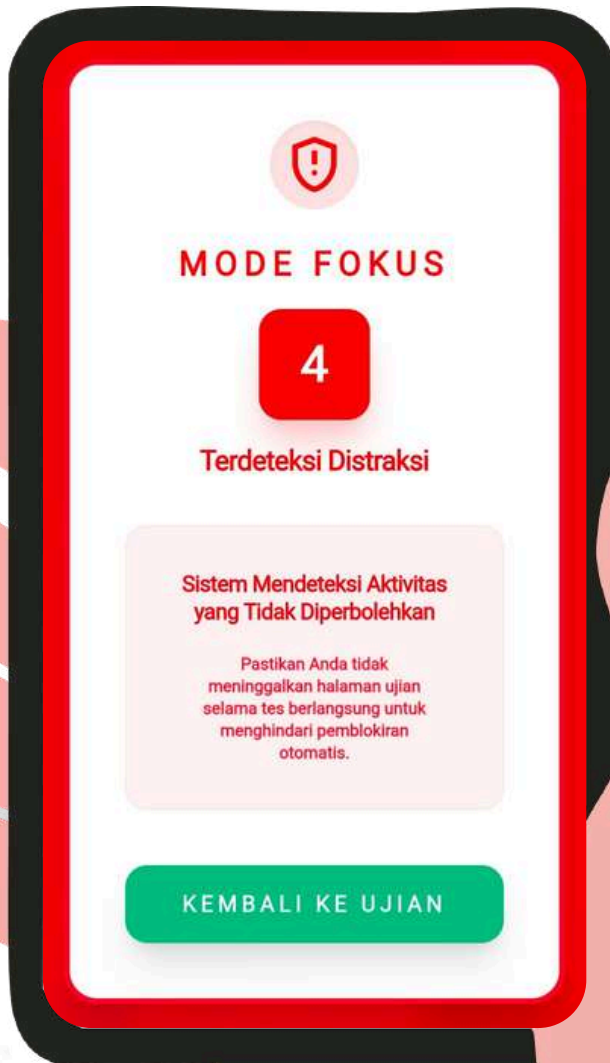 MODE FOKUS
4
Terdeteksi Distraksi
Sistem Mendeteksi Aktivitas
yang Tidak Diperbolehkan
Pastikan Anda tidak
meninggalkan halaman ujian
selama tes berlangsung untuk
menghindari pemblokiran
otomatis.
KEMBALI KE UJIAN